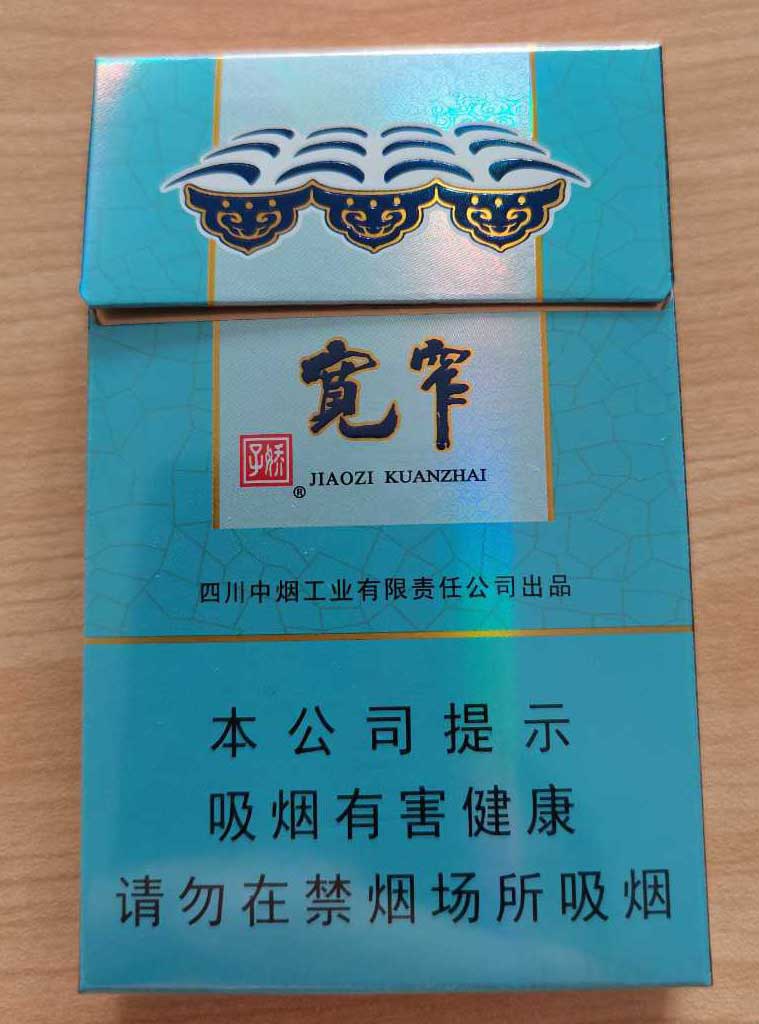 宽窄
娇子
® JIAOZI KUANZHAI
四川中烟工业有限责任公司出品
本公司提示
吸烟有害健康
请勿在禁烟场所吸烟